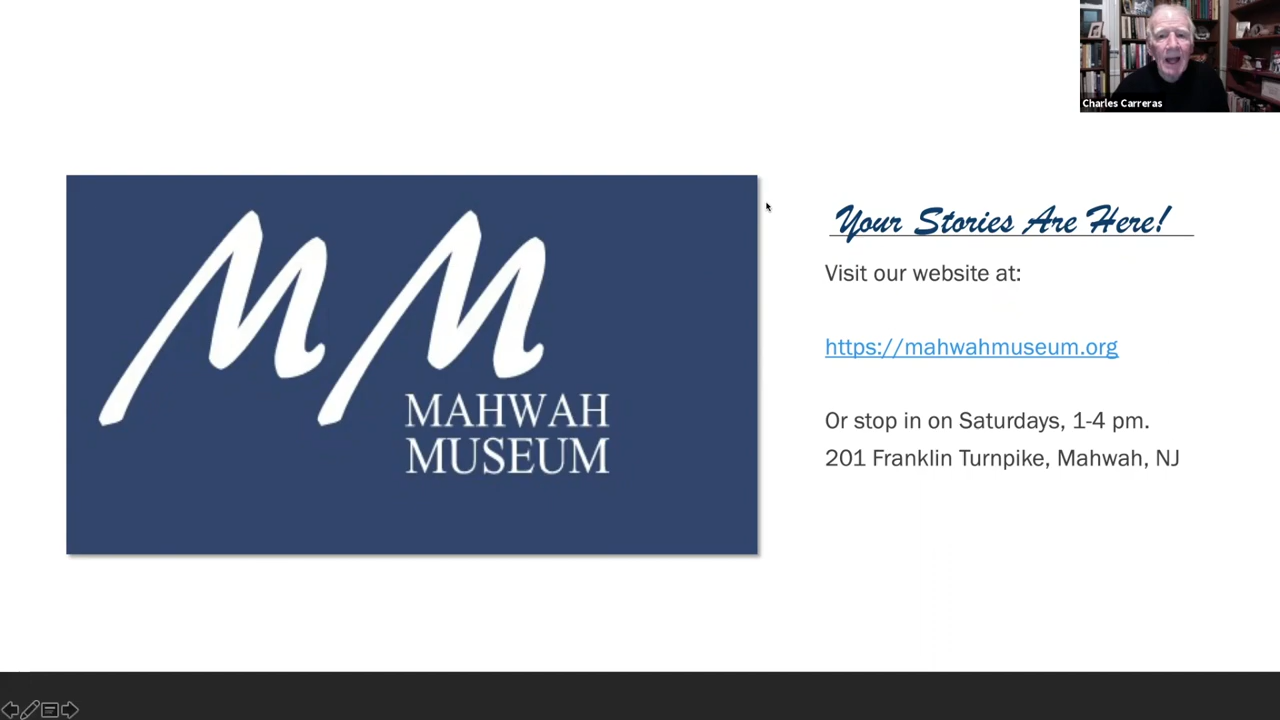 Charles Carreras
MM
MAHWAH
MUSEUM
Your Stories Are Here!
Visit our website at:
https://mahwahmuseum.org
Or stop in on Saturdays, 1-4 pm.
201 Franklin Turnpike, Mahwah, NJ